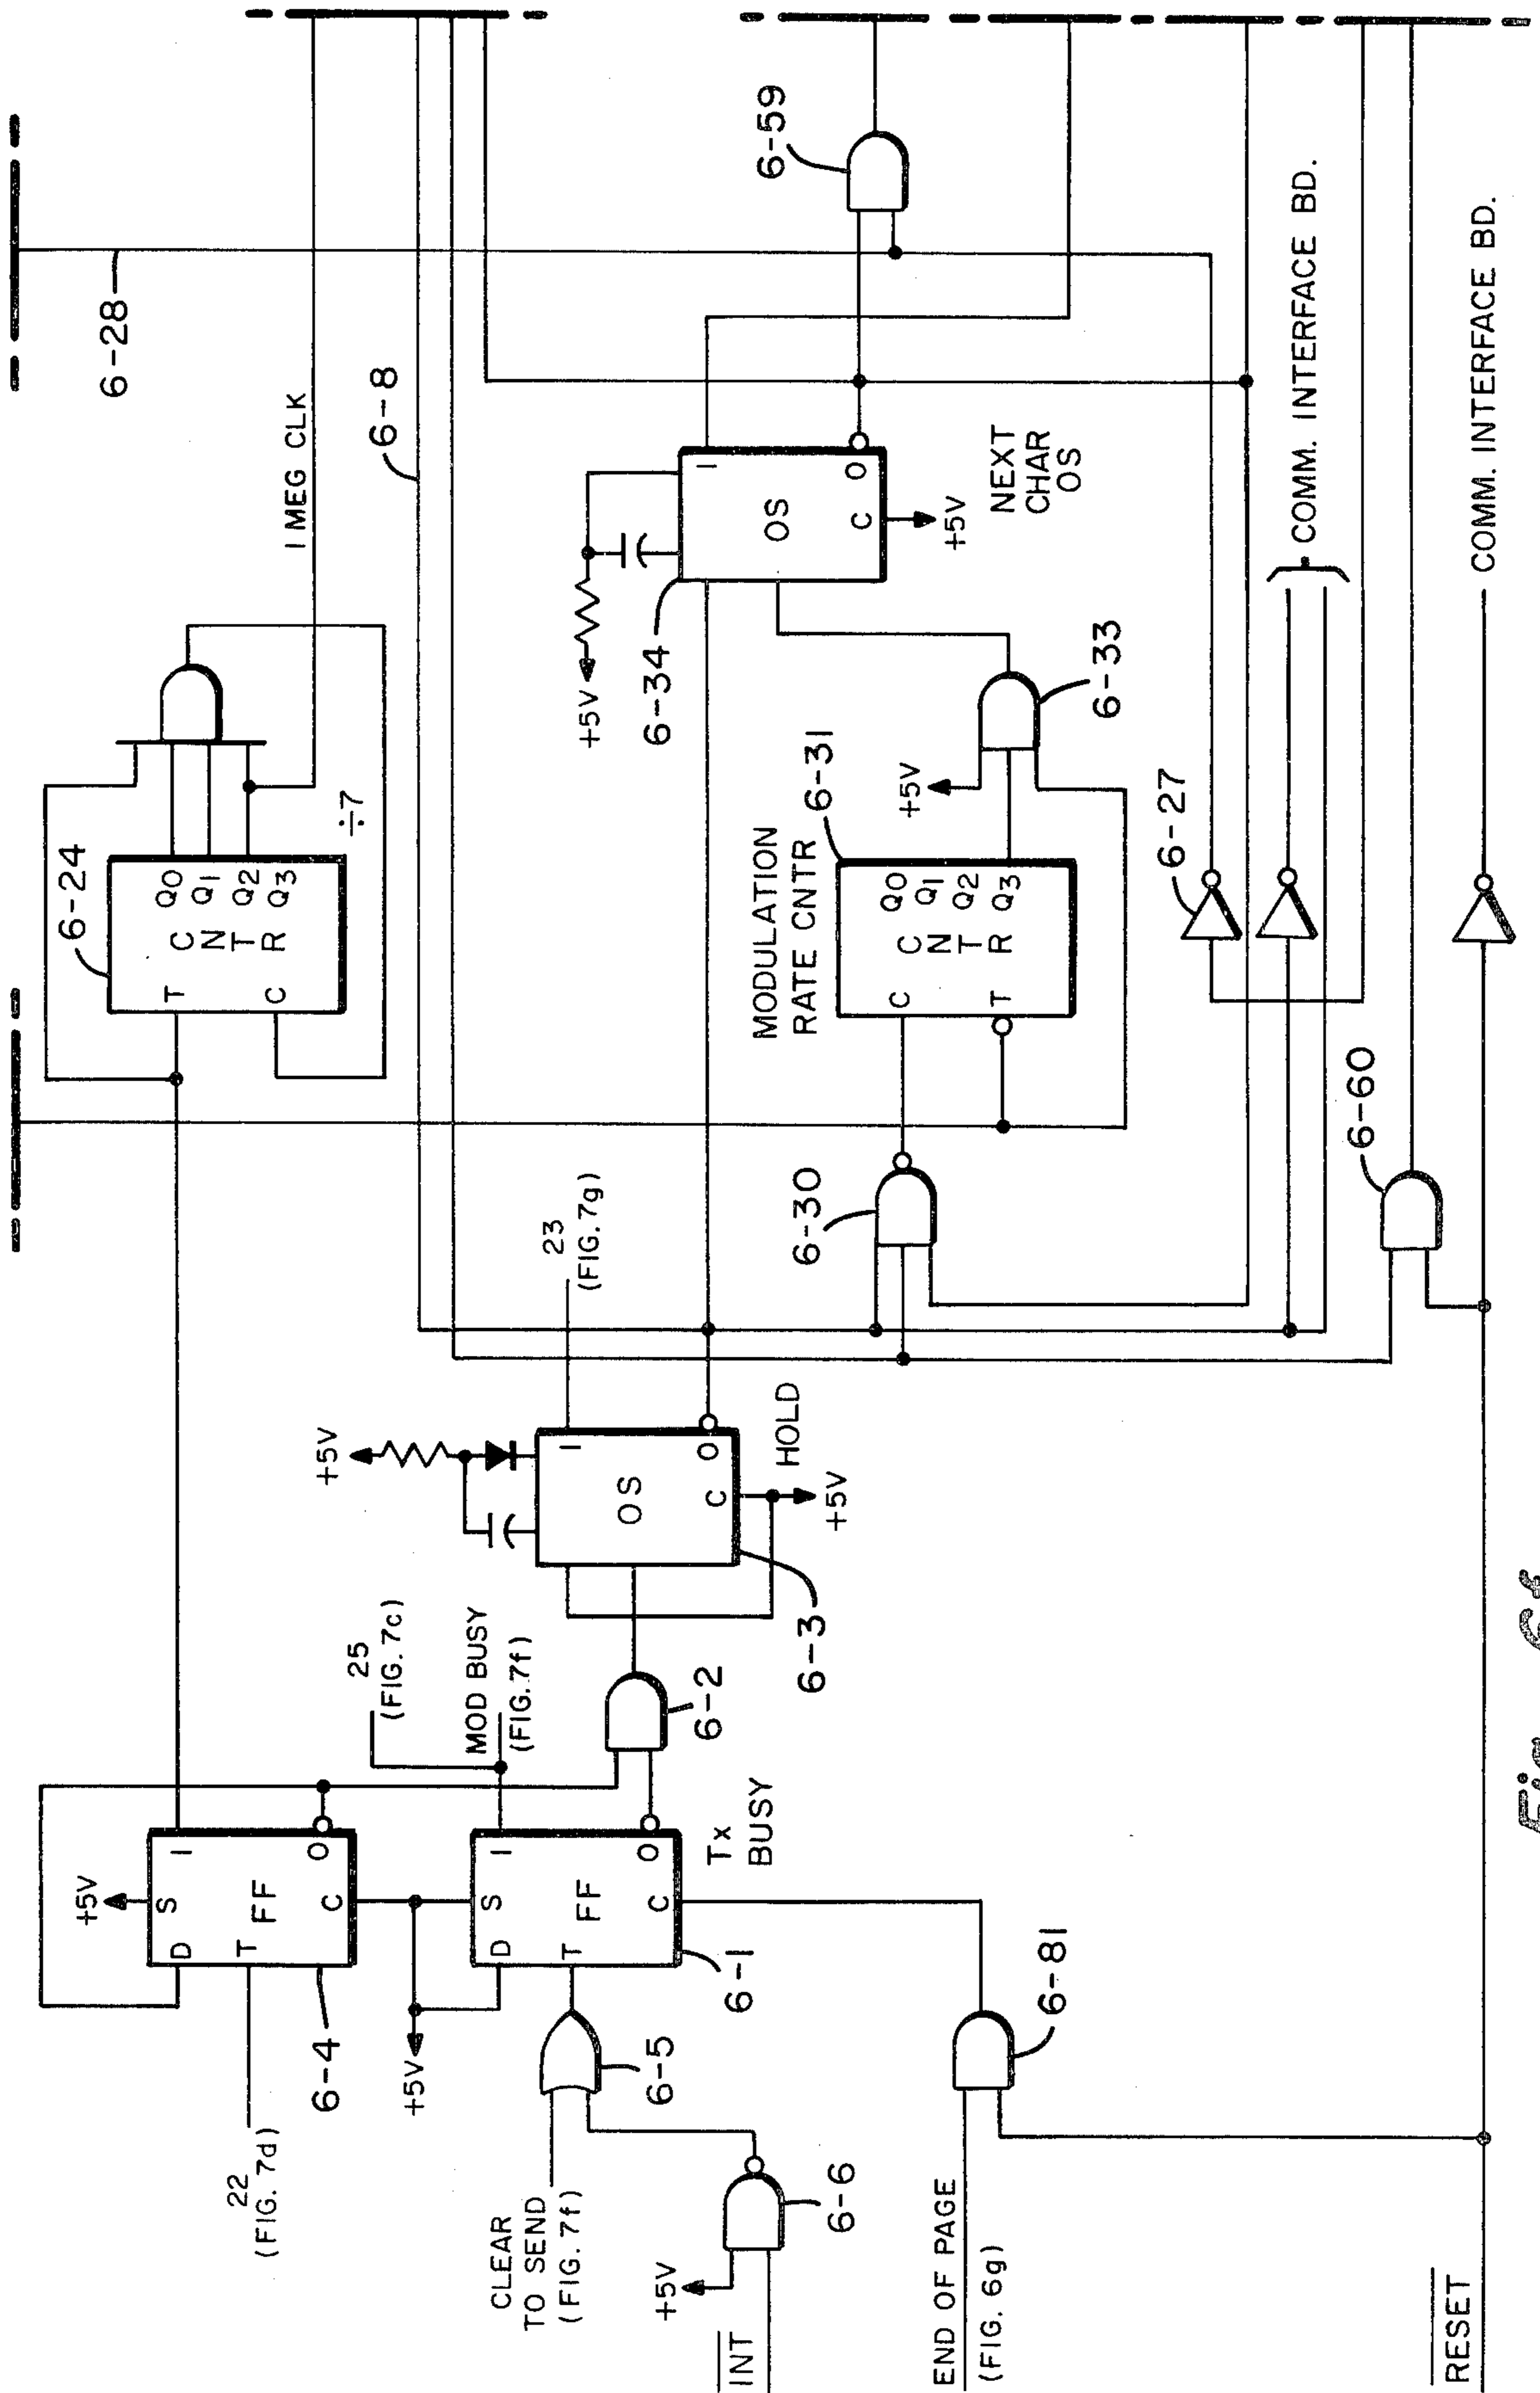 6-28
1 MEG CLK
6-8
6-59
6-24
T
C
C
N
T
R
Q0
Q1
Q2
Q3
÷7
+5V
6-34
1
OS
O
C
+5V
NEXT
CHAR
OS
MODULATION
RATE CNTR
6-31
C
T
C
N
T
R
Q0
Q1
Q2
Q3
+5V
6-33
6-27
COMM. INTERFACE BD.
COMM. INTERFACE BD.
6-30
6-60
23
(FIG. 7g)
+5V
1
OS
O
C
HOLD
+5V
6-3
25
(FIG. 7c)
MOD BUSY
(FIG. 7f)
6-2
+5V
D
S
1
T
FF
O
C
6-4
22
(FIG. 7d)
+5V
D
S
1
T
FF
O
C
Tx
BUSY
6-1
6-5
CLEAR
TO SEND
(FIG. 7f)
+5V
6-6
INT
END OF PAGE
(FIG. 6g)
6-81
RESET